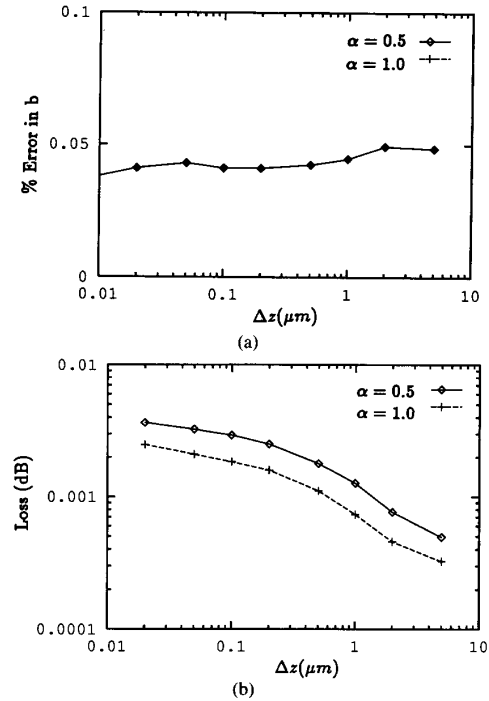 0.1
α = 0.5
α = 1.0
% Error in b
0.05
0
0.01 0.1 1 10
Δz(μm)
(a)
0.01
α = 0.5
α = 1.0
Loss (dB)
0.001
0.0001
0.01 0.1 1 10
Δz(μm)
(b)